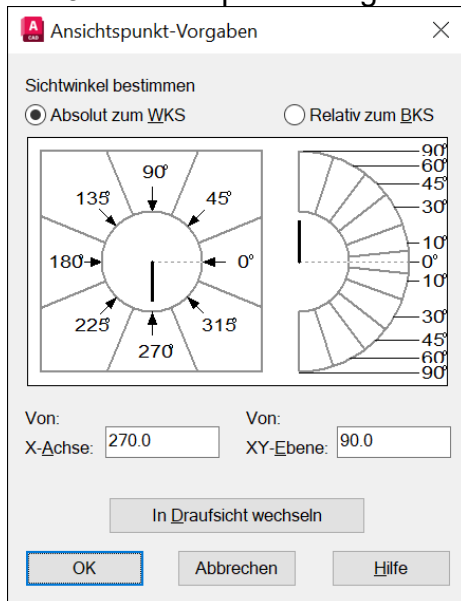 Ansichtspunkt-Vorgaben
Sichtwinkel bestimmen
Absolut zum WKS
Relativ zum BKS
90°
135°
45°
180°
0°
225°
315°
270°
90°
60°
45°
30°
10°
0°
10°
30°
45°
60°
90°
Von:
X-Achse: 270.0
Von:
XY-Ebene: 90.0
In Draufsicht wechseln
OK
Abbrechen
Hilfe